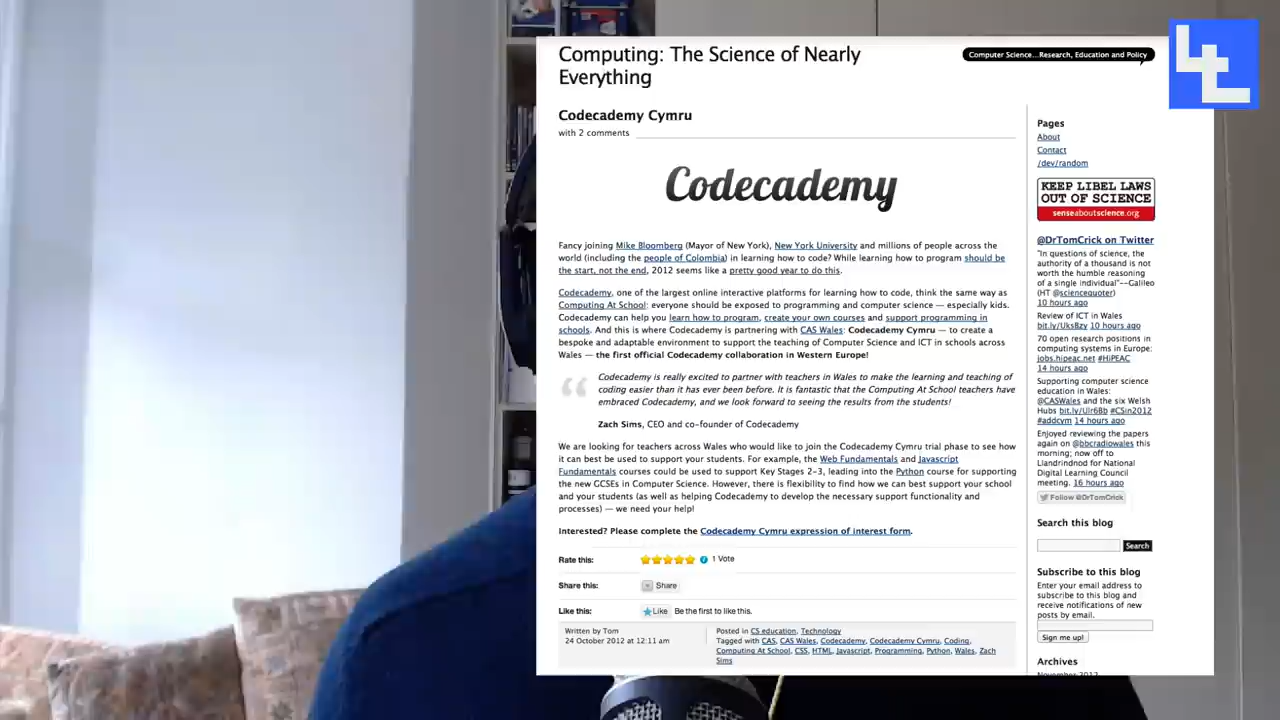 Computing: The Science of Nearly
Everything
Computer Science...Research, Education and Policy
Codecademy Cymru
with 2 comments
Codecademy
Fancy joining Mike Bloomberg (Mayor of New York), New York University and millions of people across the
world (including the people of Colombia) in learning how to code? While learning how to program should be
the start, not the end, 2012 seems like a pretty good year to do this.
Codecademy, one of the largest online interactive platforms for learning how to code, think the same way as
Computing At School: everyone should be exposed to programming and computer science — especially kids.
Codecademy can help you learn how to program, create your own courses and support programming in
schools. And this is where Codecademy is partnering with CAS Wales: Codecademy Cymru — to create a
bespoke and adaptable environment to support the teaching of Computer Science and ICT in schools across
Wales — the first official Codecademy collaboration in Western Europe!
Codecademy is really excited to partner with teachers in Wales to make the learning and teaching of
coding easier than it has ever been before. It is fantastic that the Computing At School teachers have
embraced Codecademy, and we look forward to seeing the results from the students!
Zach Sims, CEO and co-founder of Codecademy
We are looking for teachers across Wales who would like to join the Codecademy Cymru trial phase to see how
it can best be used to support your students. For example, the Web Fundamentals and Javascript
Fundamentals courses could be used to support Key Stages 2-3, leading into the Python course for supporting
the new GCSEs in Computer Science. However, there is flexibility to find how we can best support your school
and your students (as well as helping Codecademy to develop the necessary support functionality and
processes) — we need your help!
Interested? Please complete the Codecademy Cymru expression of interest form.
Rate this: 1 Vote
Share this: Share
Like this: Like Be the first to like this.
Written by Tom
24 October 2012 at 12:11 am
Posted in CS education, Technology
Tagged with CAS, CAS Wales, Codecademy, Codecademy Cymru, Coding,
Computing At School, CSS, HTML, Javascript, Programming, Python, Wales, Zach
Sims
Pages
About
Contact
/dev/random
KEEP LIBEL LAWS
OUT OF SCIENCE
senseaboutscience.org
@DrTomCrick on Twitter
"In questions of science, the
authority of a thousand is not
worth the humble reasoning
of a single individual"--Galileo
(HT @sciencequoter)
10 hours ago
Review of ICT in Wales
bit.ly/UksBzy 10 hours ago
70 open research positions in
computing systems in Europe:
jobs.hipeac.net #HiPEAC
14 hours ago
Supporting computer science
education in Wales:
@CASWales and the six Welsh
Hubs bit.ly/Ulr6Bb #CSin2012
#addcym 14 hours ago
Enjoyed reviewing the papers
again on @bbcradiowales this
morning; now off to
Llandrindod for National
Digital Learning Council
meeting. 16 hours ago
Follow @DrTomCrick
Search this blog
Search
Subscribe to this blog
Enter your email address to
subscribe to this blog and
receive notifications of new
posts by email.
Sign me up!
Archives
November 2012